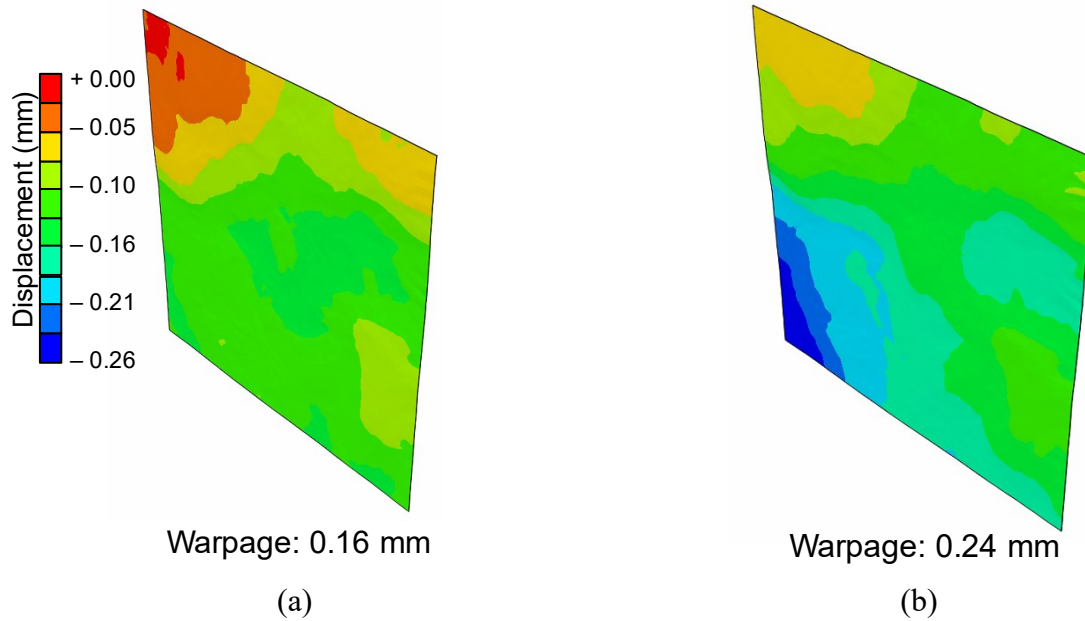 Displacement (mm)
+ 0.00
– 0.05
– 0.10
– 0.16
– 0.21
– 0.26
Warpage: 0.16 mm
Warpage: 0.24 mm
(a)
(b)